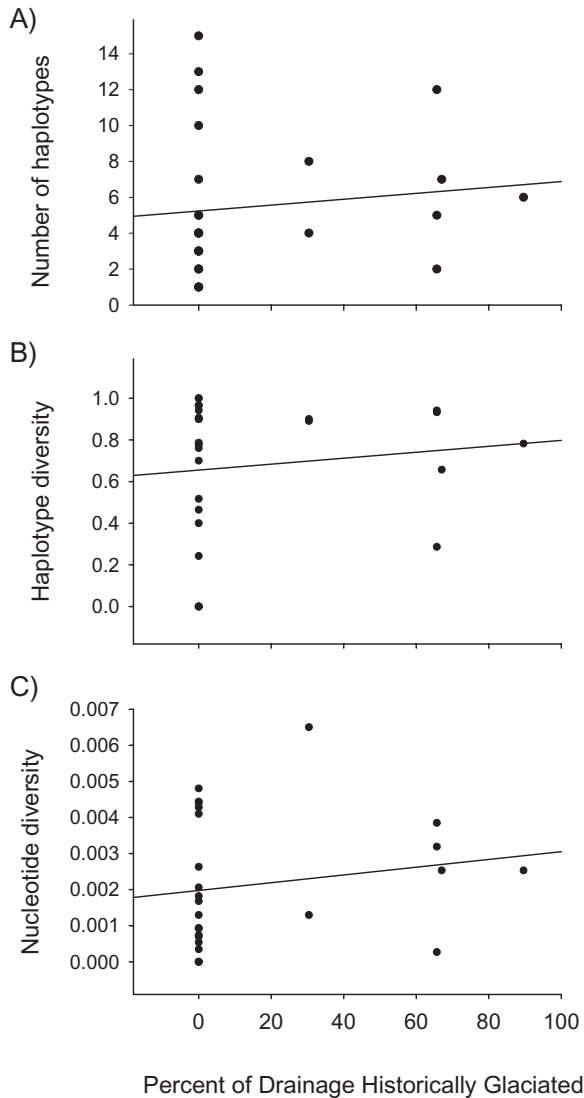 A)
Number of haplotypes
14
12
10
8
6
4
2
0
B)
Haplotype diversity
1.0
0.8
0.6
0.4
0.2
0.0
C)
Nucleotide diversity
0.007
0.006
0.005
0.004
0.003
0.002
0.001
0.000
0 20 40 60 80 100
Percent of Drainage Historically Glaciated